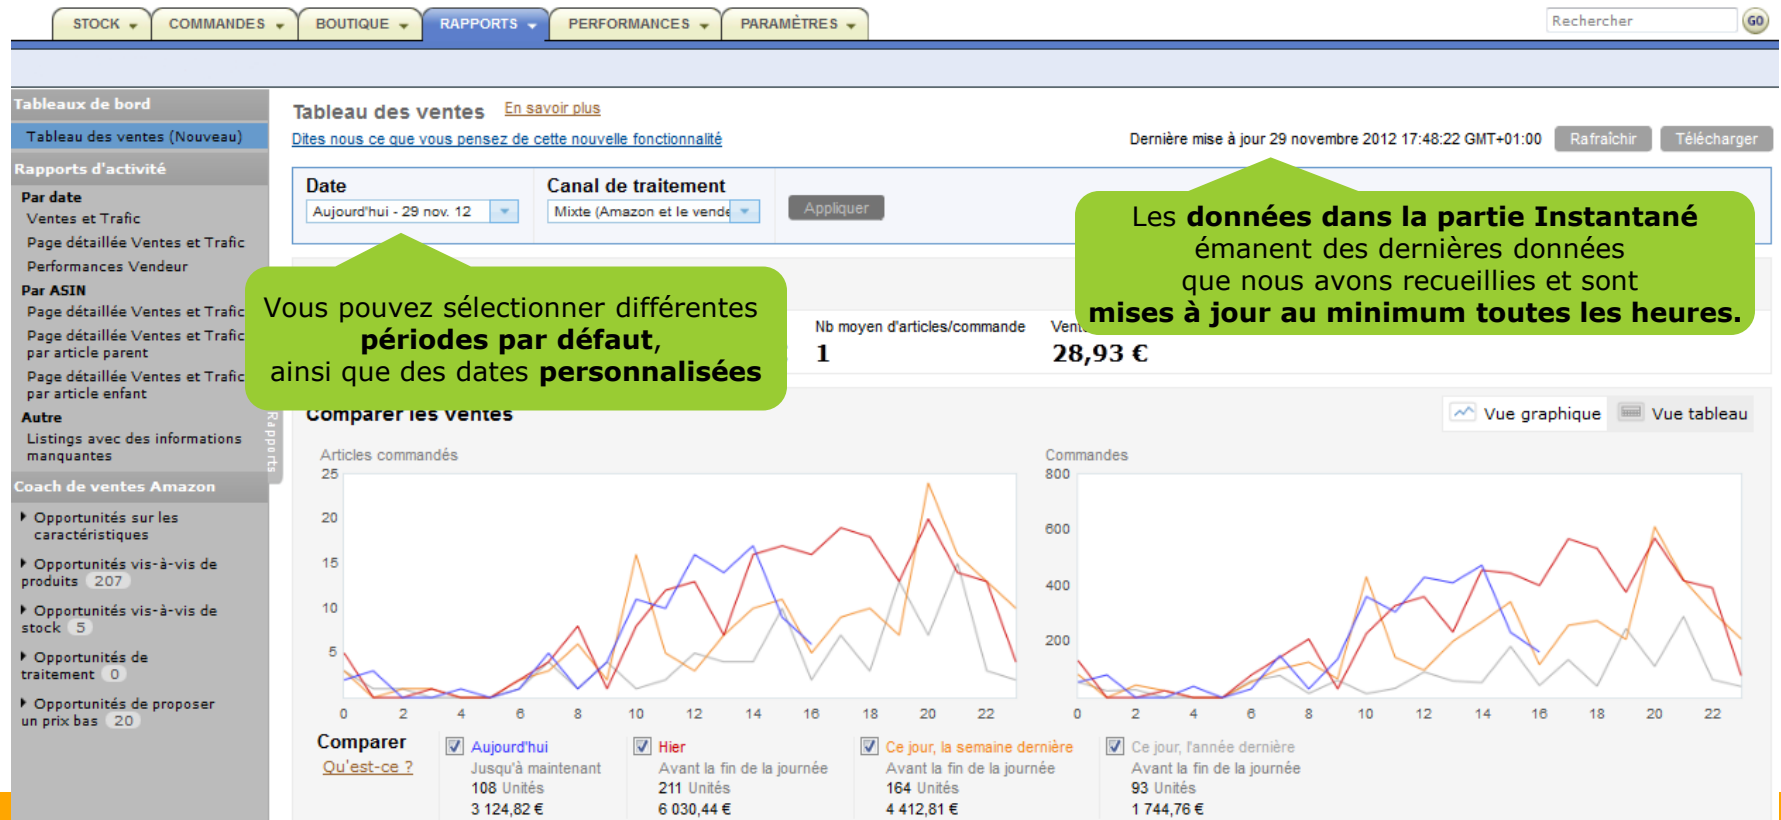 STOCK COMMANDES BOUTIQUE RAPPORTS PERFORMANCES PARAMÈTRES Rechercher GO
Tableaux de bord
Tableau des ventes (Nouveau)
Rapports d'activité
Par date
Ventes et Trafic
Page détaillée Ventes et Trafic
Performances Vendeur
Par ASIN
Page détaillée Ventes et Trafic
Page détaillée Ventes et Trafic
par article parent
Page détaillée Ventes et Trafic
par article enfant
Autre
Listings avec des informations
manquantes
Coach de ventes Amazon
Opportunités sur les
caractéristiques
Opportunités vis-à-vis de
produits 207
Opportunités vis-à-vis de
stock 5
Opportunités de
traitement 0
Opportunités de proposer
un prix bas 20
Rapports
Tableau des ventes En savoir plus
Dites nous ce que vous pensez de cette nouvelle fonctionnalité
Dernière mise à jour 29 novembre 2012 17:48:22 GMT+01:00 Rafraîchir Télécharger
Date Canal de traitement
Aujourd'hui - 29 nov. 12 Mixte (Amazon et le vende Appliquer
Les données dans la partie Instantané
émanent des dernières données
que nous avons recueillies et sont
mises à jour au minimum toutes les heures.
Vous pouvez sélectionner différentes
périodes par défaut,
ainsi que des dates personnalisées
Nb moyen d'articles/commande
1
28,93 €
Comparer les ventes Vue graphique Vue tableau
Articles commandés
25
20
15
10
5
0 2 4 6 8 10 12 14 16 18 20 22
Commandes
800
600
400
200
0 2 4 6 8 10 12 14 16 18 20 22
Comparer
Qu'est-ce ?
Aujourd'hui
Jusqu'à maintenant
108 Unités
3 124,82 €
Hier
Avant la fin de la journée
211 Unités
6 030,44 €
Ce jour, la semaine dernière
Avant la fin de la journée
164 Unités
4 412,81 €
Ce jour, l'année dernière
Avant la fin de la journée
93 Unités
1 744,76 €